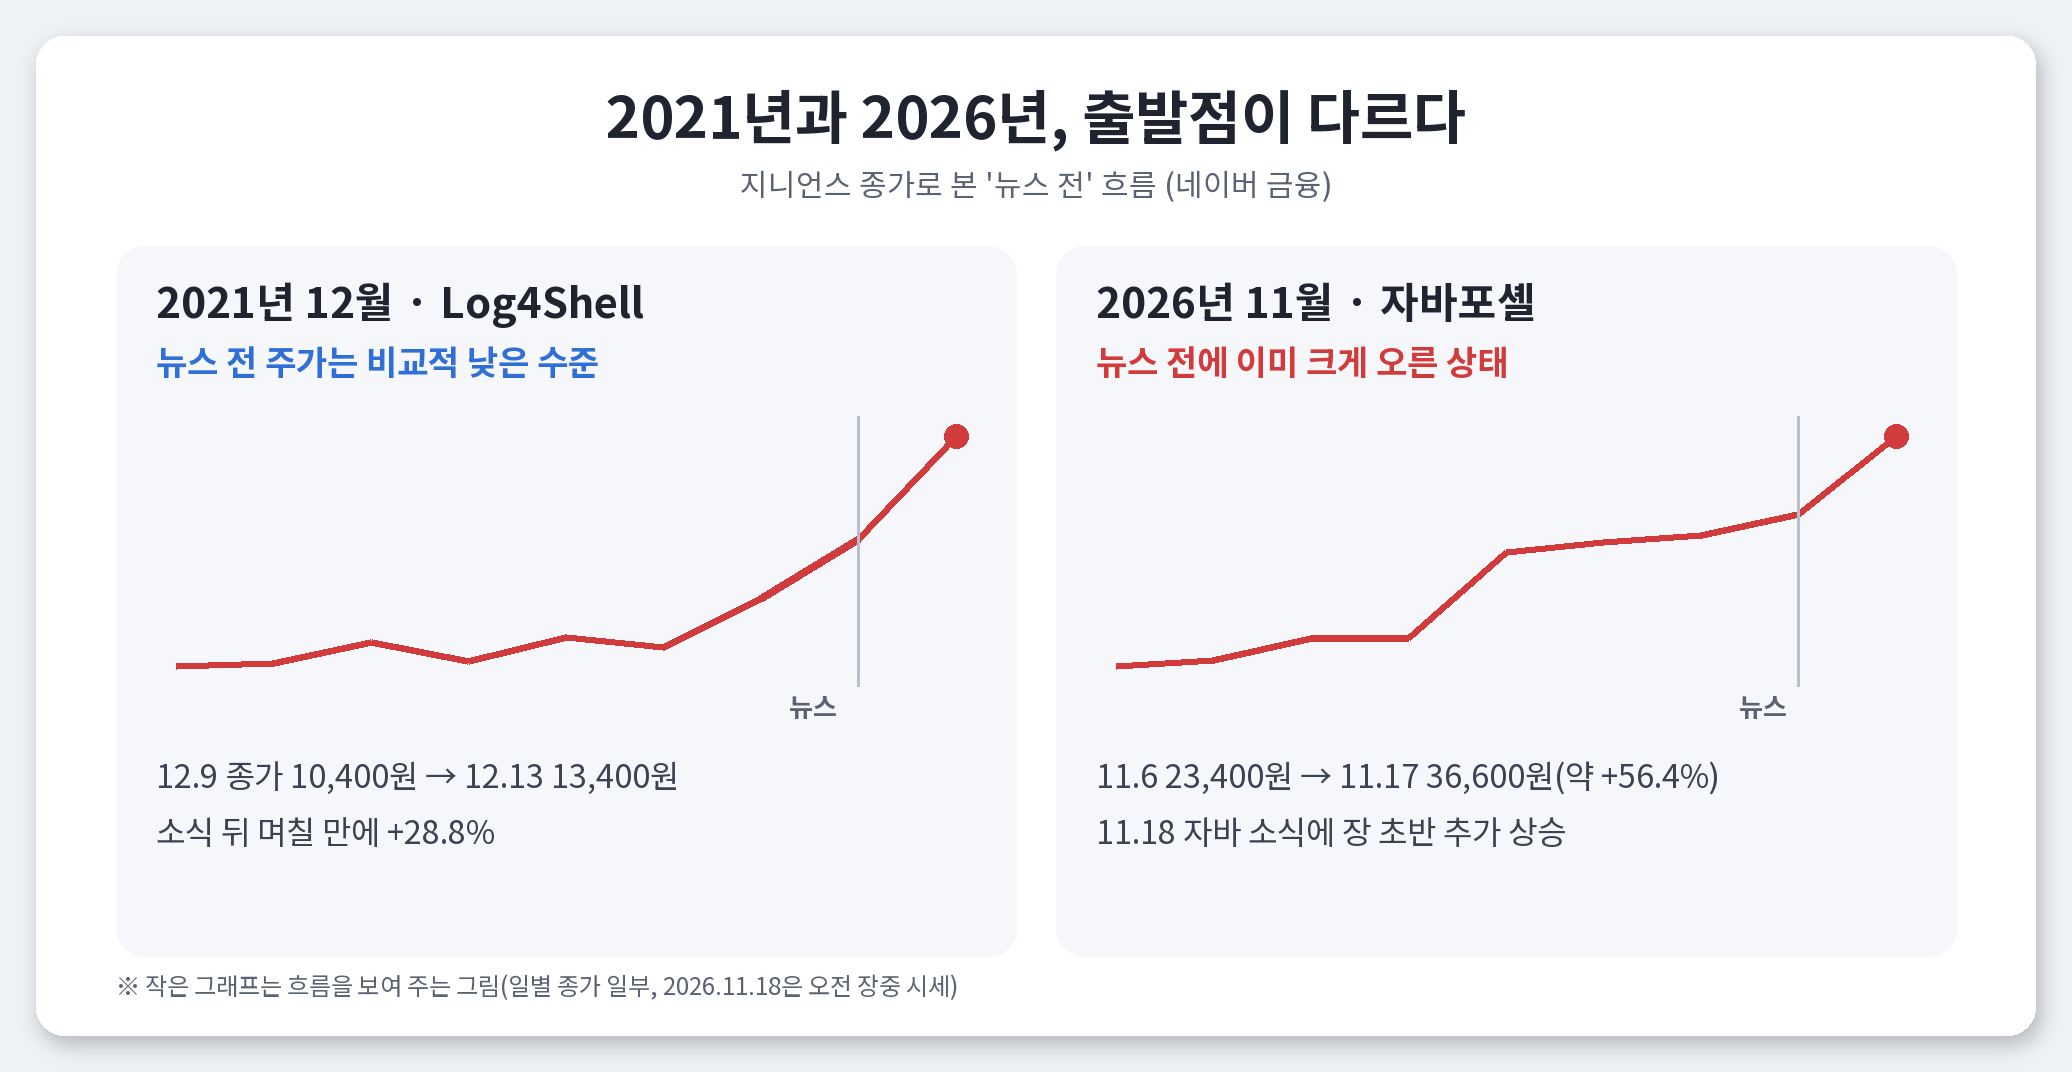 2021년과 2026년, 출발점이 다르다
지니언스 종가로 본 '뉴스 전' 흐름 (네이버 금융)
2021년 12월 · Log4Shell
뉴스 전 주가는 비교적 낮은 수준
뉴스
12.9 종가 10,400원 → 12.13 13,400원
소식 뒤 며칠 만에 +28.8%
2026년 11월 · 자바포셸
뉴스 전에 이미 크게 오른 상태
뉴스
11.6 23,400원 → 11.17 36,600원(약 +56.4%)
11.18 자바 소식에 장 초반 추가 상승
※ 작은 그래프는 흐름을 보여 주는 그림(일별 종가 일부, 2026.11.18은 오전 장중 시세)